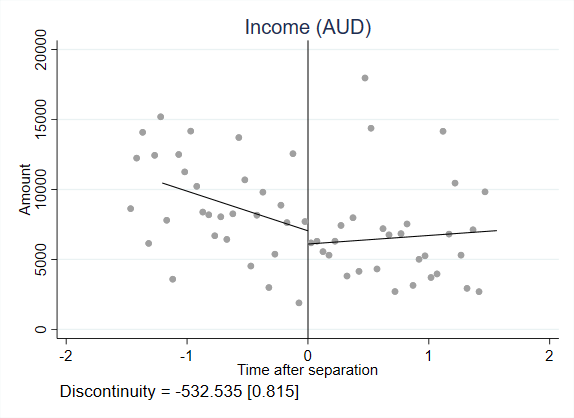 Income (AUD)
20000
15000
10000
5000
0
Amount
-2 -1 0 1 2
Time after separation
Discontinuity = -532.535 [0.815]